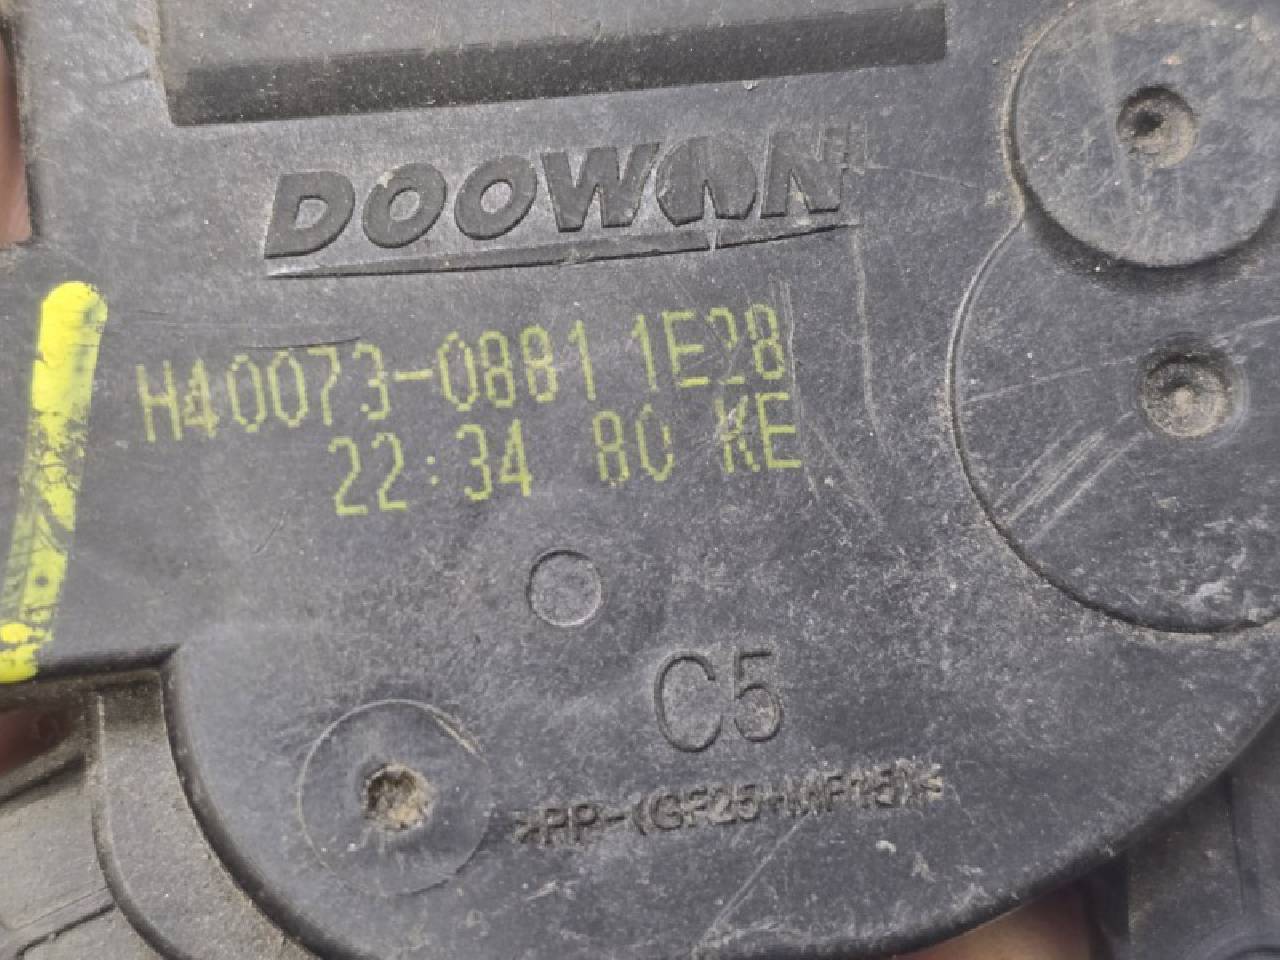 DOOWON
H40073-0881 1E28
22:34 80 KE
C5
>PP-(GF25+MF15)<